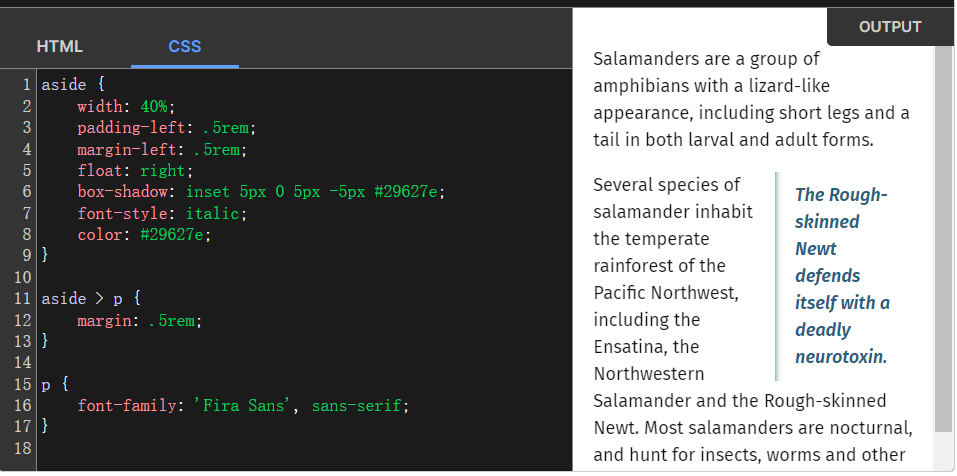 HTML
CSS
OUTPUT
1 aside {
2     width: 40%;
3     padding-left: .5rem;
4     margin-left: .5rem;
5     float: right;
6     box-shadow: inset 5px 0 5px -5px #29627e;
7     font-style: italic;
8     color: #29627e;
9 }
10
11 aside > p {
12     margin: .5rem;
13 }
14
15 p {
16     font-family: 'Fira Sans', sans-serif;
17 }
18
Salamanders are a group of
amphibians with a lizard-like
appearance, including short legs and a
tail in both larval and adult forms.
The Rough-
skinned
Newt
defends
itself with a
deadly
neurotoxin.
Several species of
salamander inhabit
the temperate
rainforest of the
Pacific Northwest,
including the
Ensatina, the
Northwestern
Salamander and the Rough-skinned
Newt. Most salamanders are nocturnal,
and hunt for insects, worms and other